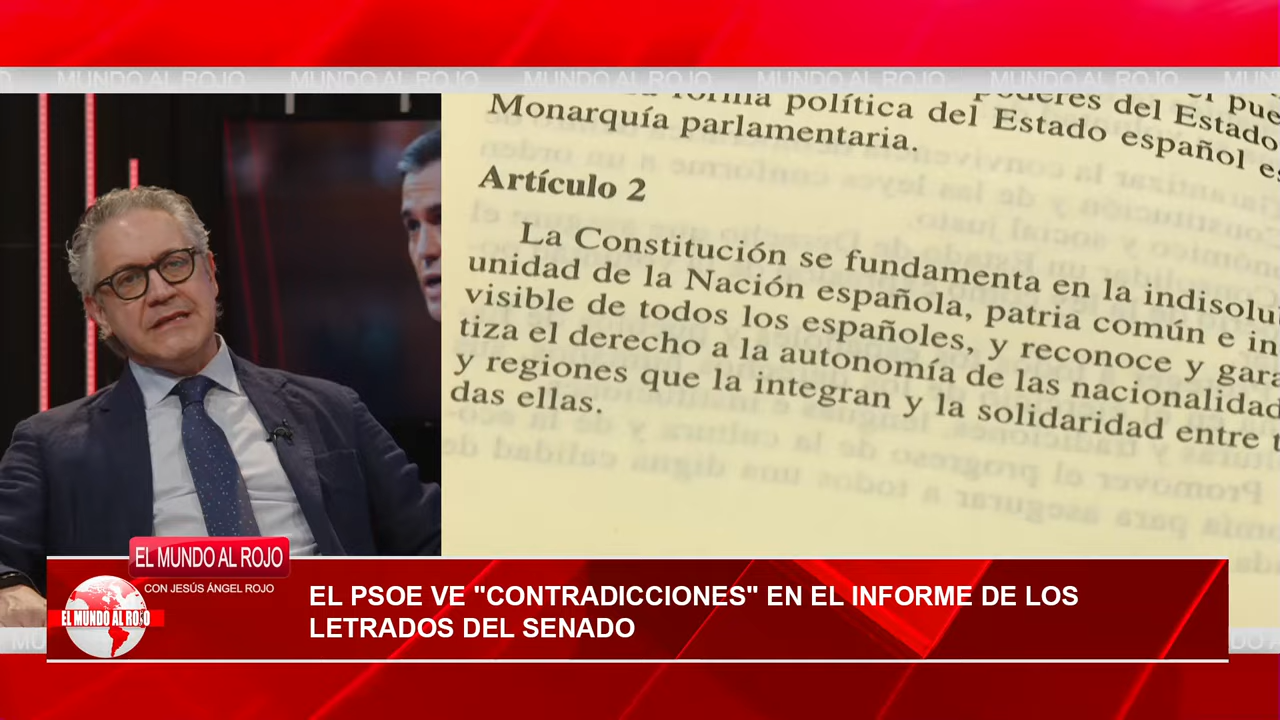 MUNDO AL ROJO MUNDO AL ROJO MUNDO AL ROJO MUNDO AL ROJO MUNDO AL ROJO
forma política del Estado español es
poderes del Estado
Monarquía parlamentaria.
Artículo 2
La Constitución se fundamenta en la indisolu
unidad de la Nación española, patria común e in
visible de todos los españoles, y reconoce y gara
tiza el derecho a la autonomía de las nacionalidad
y regiones que la integran y la solidaridad entre t
das ellas.
EL MUNDO AL ROJO
CON JESÚS ÁNGEL ROJO
EL MUNDO AL ROJO
EL PSOE VE "CONTRADICCIONES" EN EL INFORME DE LOS
LETRADOS DEL SENADO